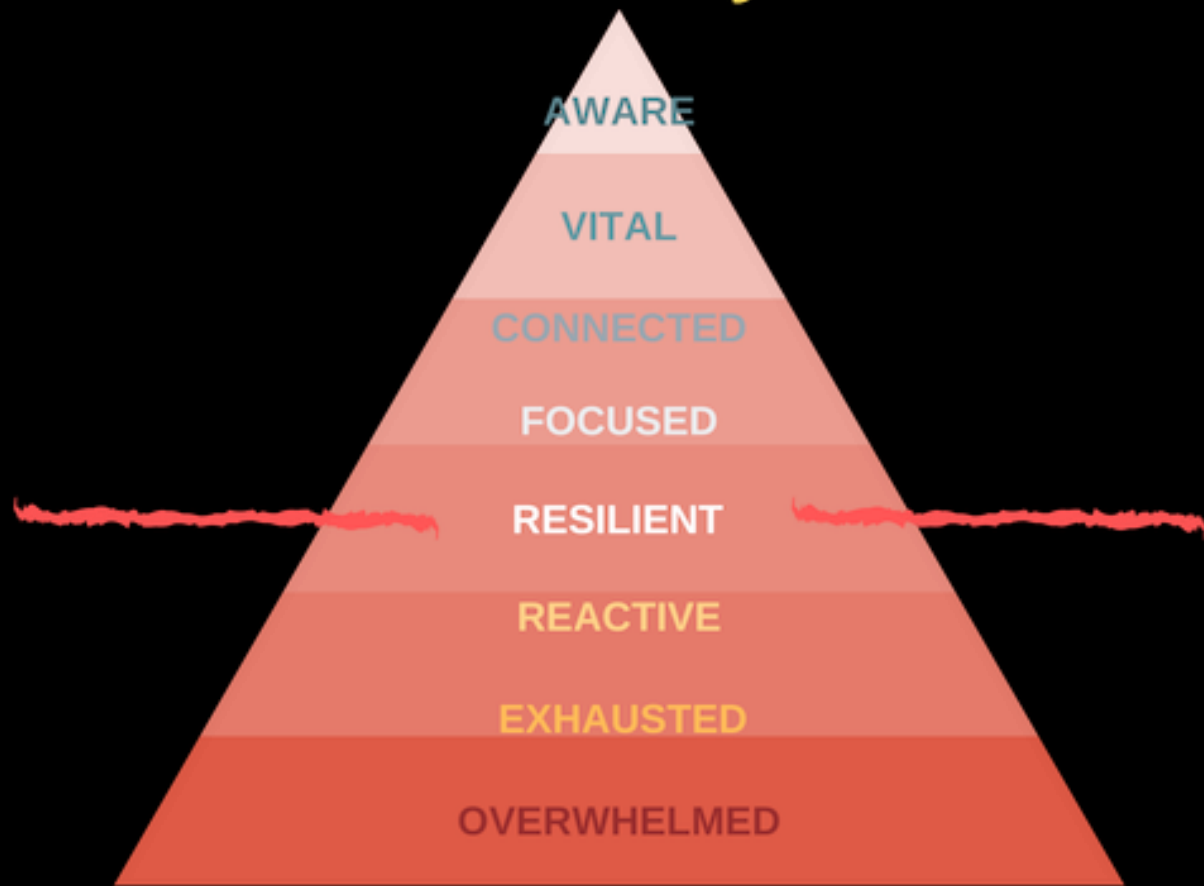 AWARE
VITAL
CONNECTED
FOCUSED
RESILIENT
REACTIVE
EXHAUSTED
OVERWHELMED